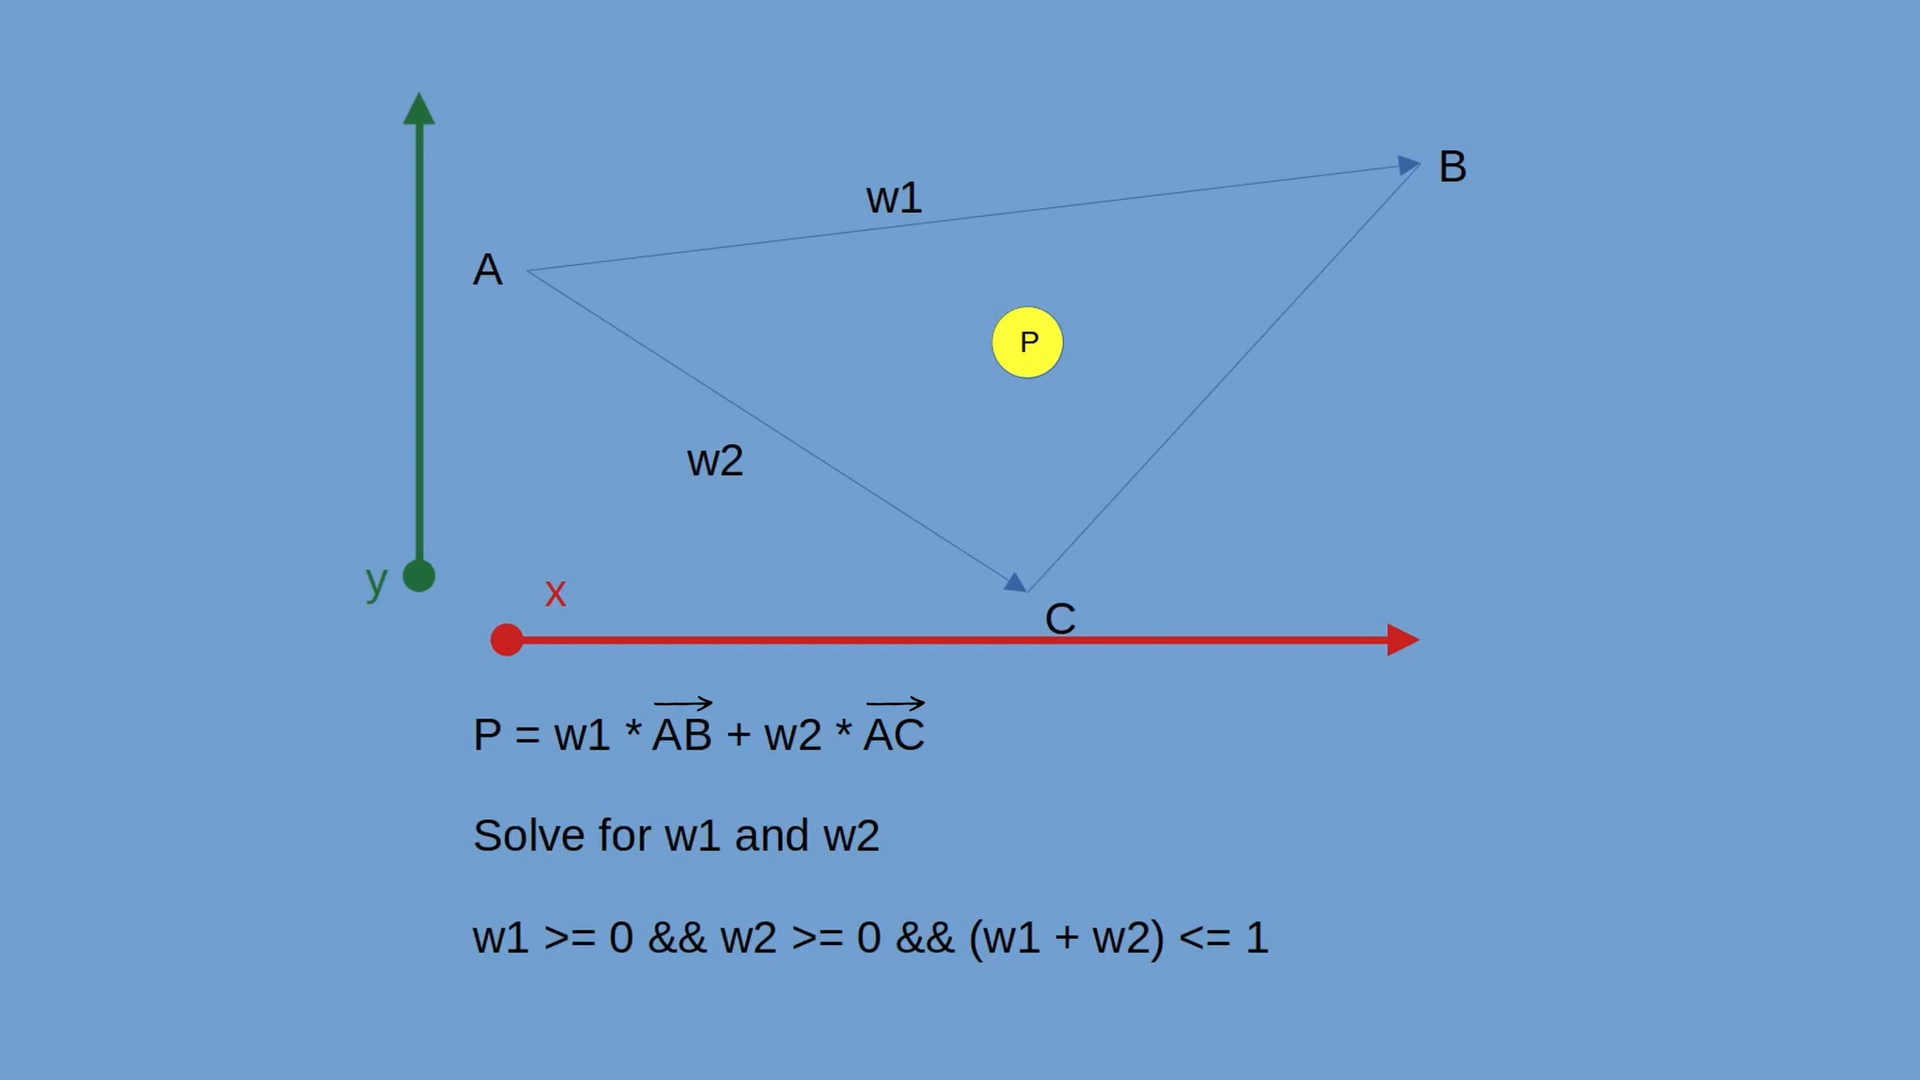 B
w1
A
P
w2
y
x
C
P = w1 * AB + w2 * AC
Solve for w1 and w2
w1 >= 0 && w2 >= 0 && (w1 + w2) <= 1